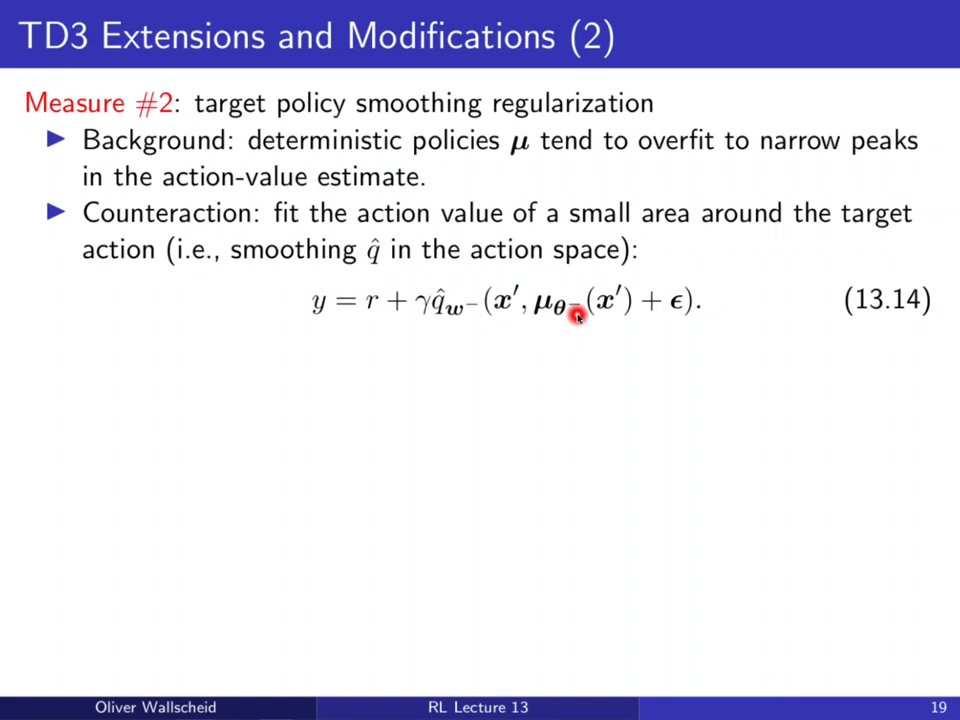 TD3 Extensions and Modifications (2)
Measure #2: target policy smoothing regularization
▶ Background: deterministic policies μ tend to overfit to narrow peaks
in the action-value estimate.
▶ Counteraction: fit the action value of a small area around the target
action (i.e., smoothing q̂ in the action space):
y = r + γq̂_{w⁻}(x′, μ_{θ⁻}(x′) + ϵ). (13.14)
Oliver Wallscheid RL Lecture 13 19